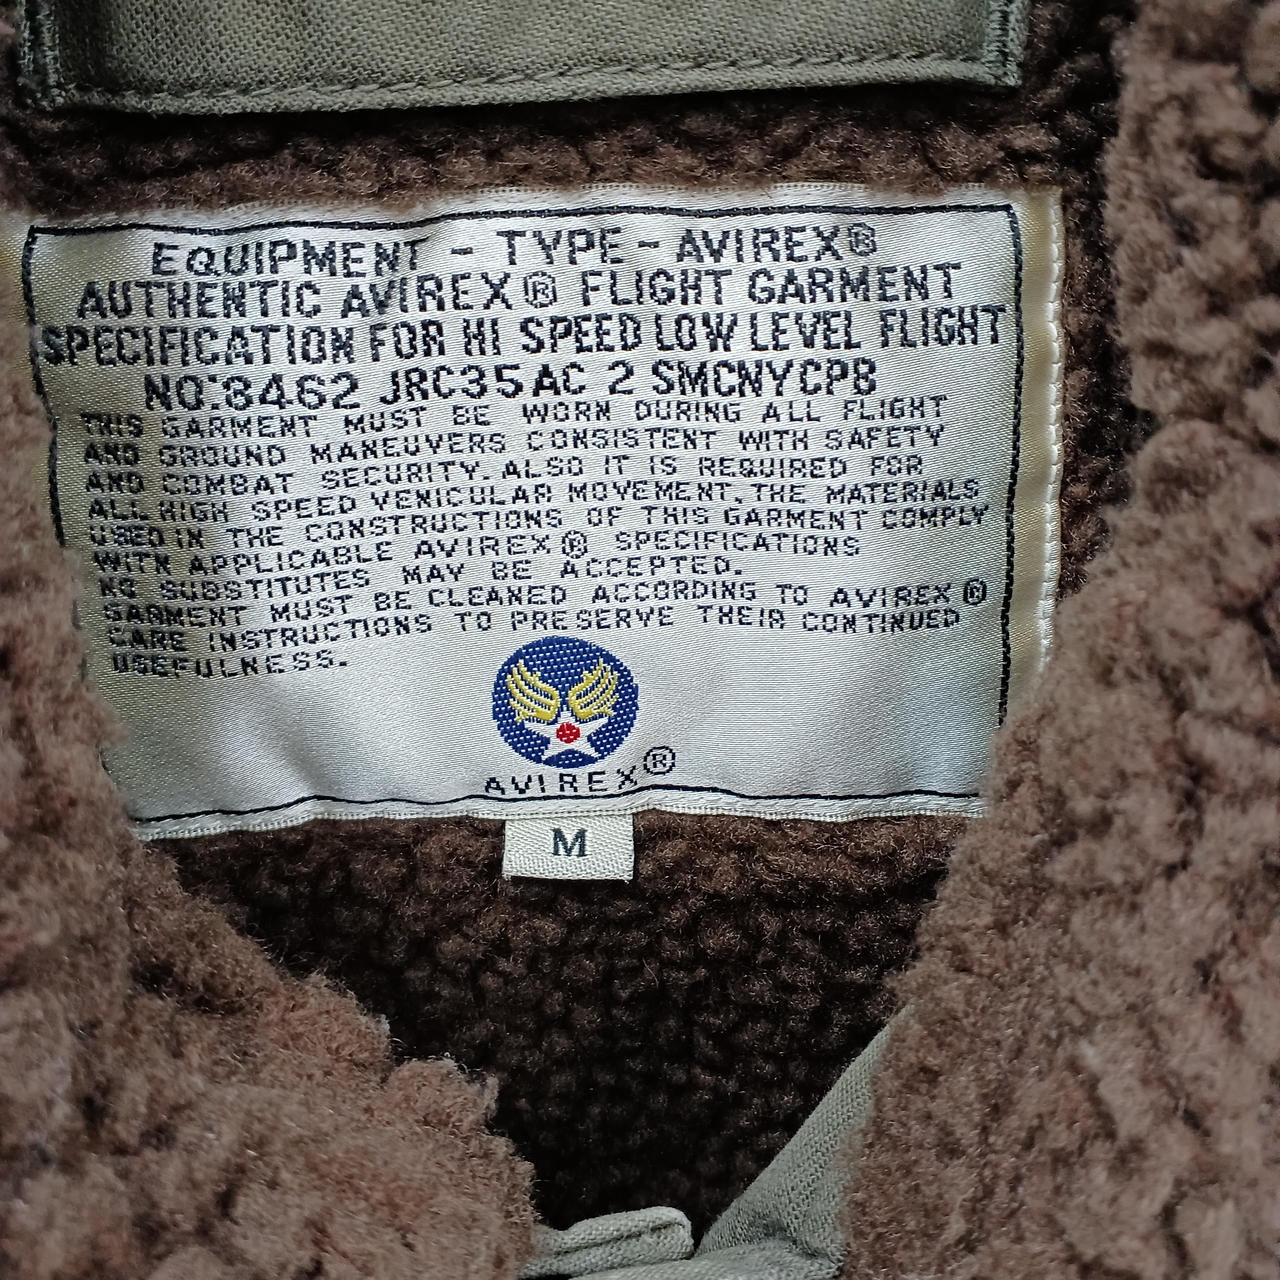 EQUIPMENT - TYPE - AVIREX®
AUTHENTIC AVIREX® FLIGHT GARMENT
SPECIFICATION FOR HI SPEED LOW LEVEL FLIGHT
NO.8462 JRC35AC 2 SMCNYCPB
THIS GARMENT MUST BE WORN DURING ALL FLIGHT
AND GROUND MANEUVERS CONSISTENT WITH SAFETY
AND COMBAT SECURITY. ALSO IT IS REQUIRED FOR
ALL HIGH SPEED VEHICULAR MOVEMENT. THE MATERIALS
USED IN THE CONSTRUCTIONS OF THIS GARMENT COMPLY
WITH APPLICABLE AVIREX® SPECIFICATIONS
NO SUBSTITUTES MAY BE ACCEPTED.
GARMENT MUST BE CLEANED ACCORDING TO AVIREX®
CARE INSTRUCTIONS TO PRESERVE THEIR CONTINUED
USEFULNESS.
AVIREX®
M